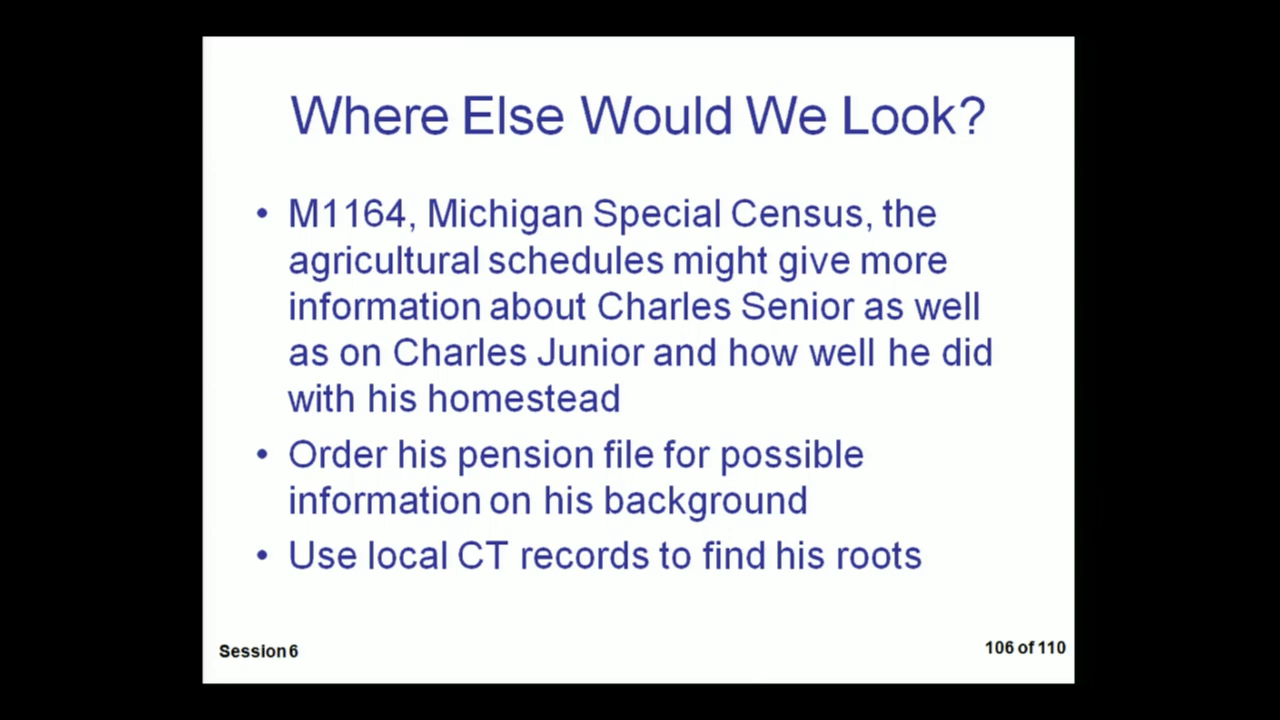 Where Else Would We Look?
• M1164, Michigan Special Census, the
agricultural schedules might give more
information about Charles Senior as well
as on Charles Junior and how well he did
with his homestead
• Order his pension file for possible
information on his background
• Use local CT records to find his roots
Session 6
106 of 110